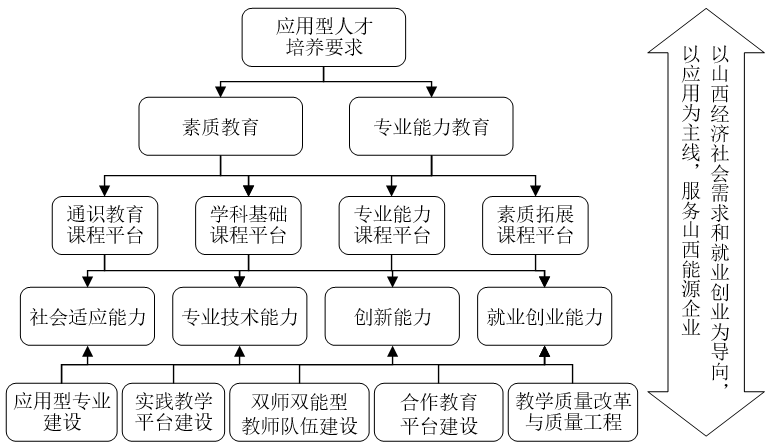 应用型人才
培养要求
素质教育
专业能力教育
通识教育
课程平台
学科基础
课程平台
专业能力
课程平台
素质拓展
课程平台
社会适应能力
专业技术能力
创新能力
就业创业能力
应用型专业
建设
实践教学
平台建设
双师双能型
教师队伍建设
合作教育
平台建设
教学质量改革
与质量工程
以山西经济社会需求和就业创业为导向，
以应用为主线，服务山西能源企业